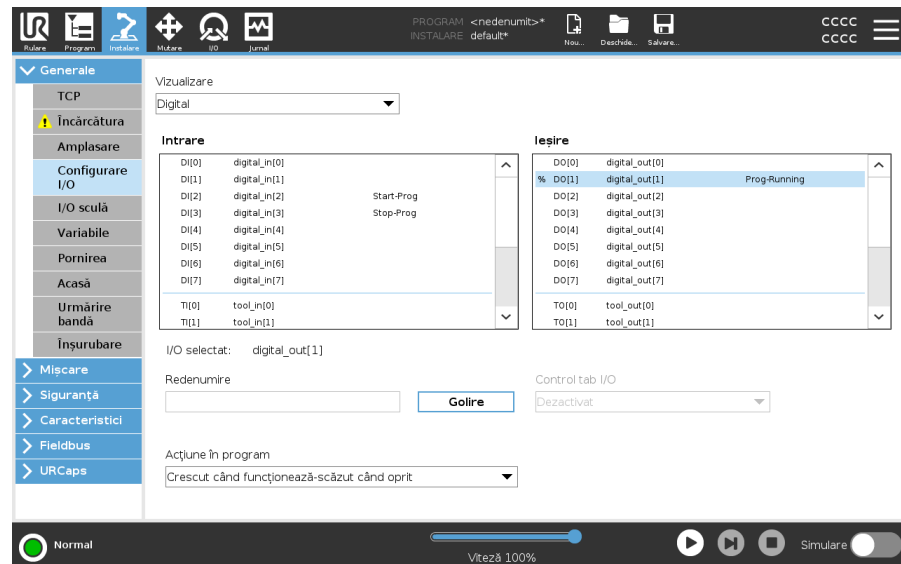 PROGRAM <nedenumit>*
INSTALARE default*
CCCC
CCCC
Rulare Program Instalare Mutare I/O Jurnal Nou... Deschide... Salvare...
Generale
TCP
Încărcătura
Amplasare
Configurare
I/O
I/O sculă
Variabile
Pornirea
Acasă
Urmărire
bandă
Înșurubare
Mișcare
Siguranță
Caracteristici
Fieldbus
URCaps
Vizualizare
Digital
Intrare
DI[0] digital_in[0]
DI[1] digital_in[1]
DI[2] digital_in[2] Start-Prog
DI[3] digital_in[3] Stop-Prog
DI[4] digital_in[4]
DI[5] digital_in[5]
DI[6] digital_in[6]
DI[7] digital_in[7]
TI[0] tool_in[0]
TI[1] tool_in[1]
Ieșire
DO[0] digital_out[0]
% DO[1] digital_out[1] Prog-Running
DO[2] digital_out[2]
DO[3] digital_out[3]
DO[4] digital_out[4]
DO[5] digital_out[5]
DO[6] digital_out[6]
DO[7] digital_out[7]
TO[0] tool_out[0]
TO[1] tool_out[1]
I/O selectat: digital_out[1]
Redenumire
Golire
Control tab I/O
Dezactivat
Acțiune în program
Crescut când funcționează-scăzut când oprit
Normal
Viteză 100%
Simulare